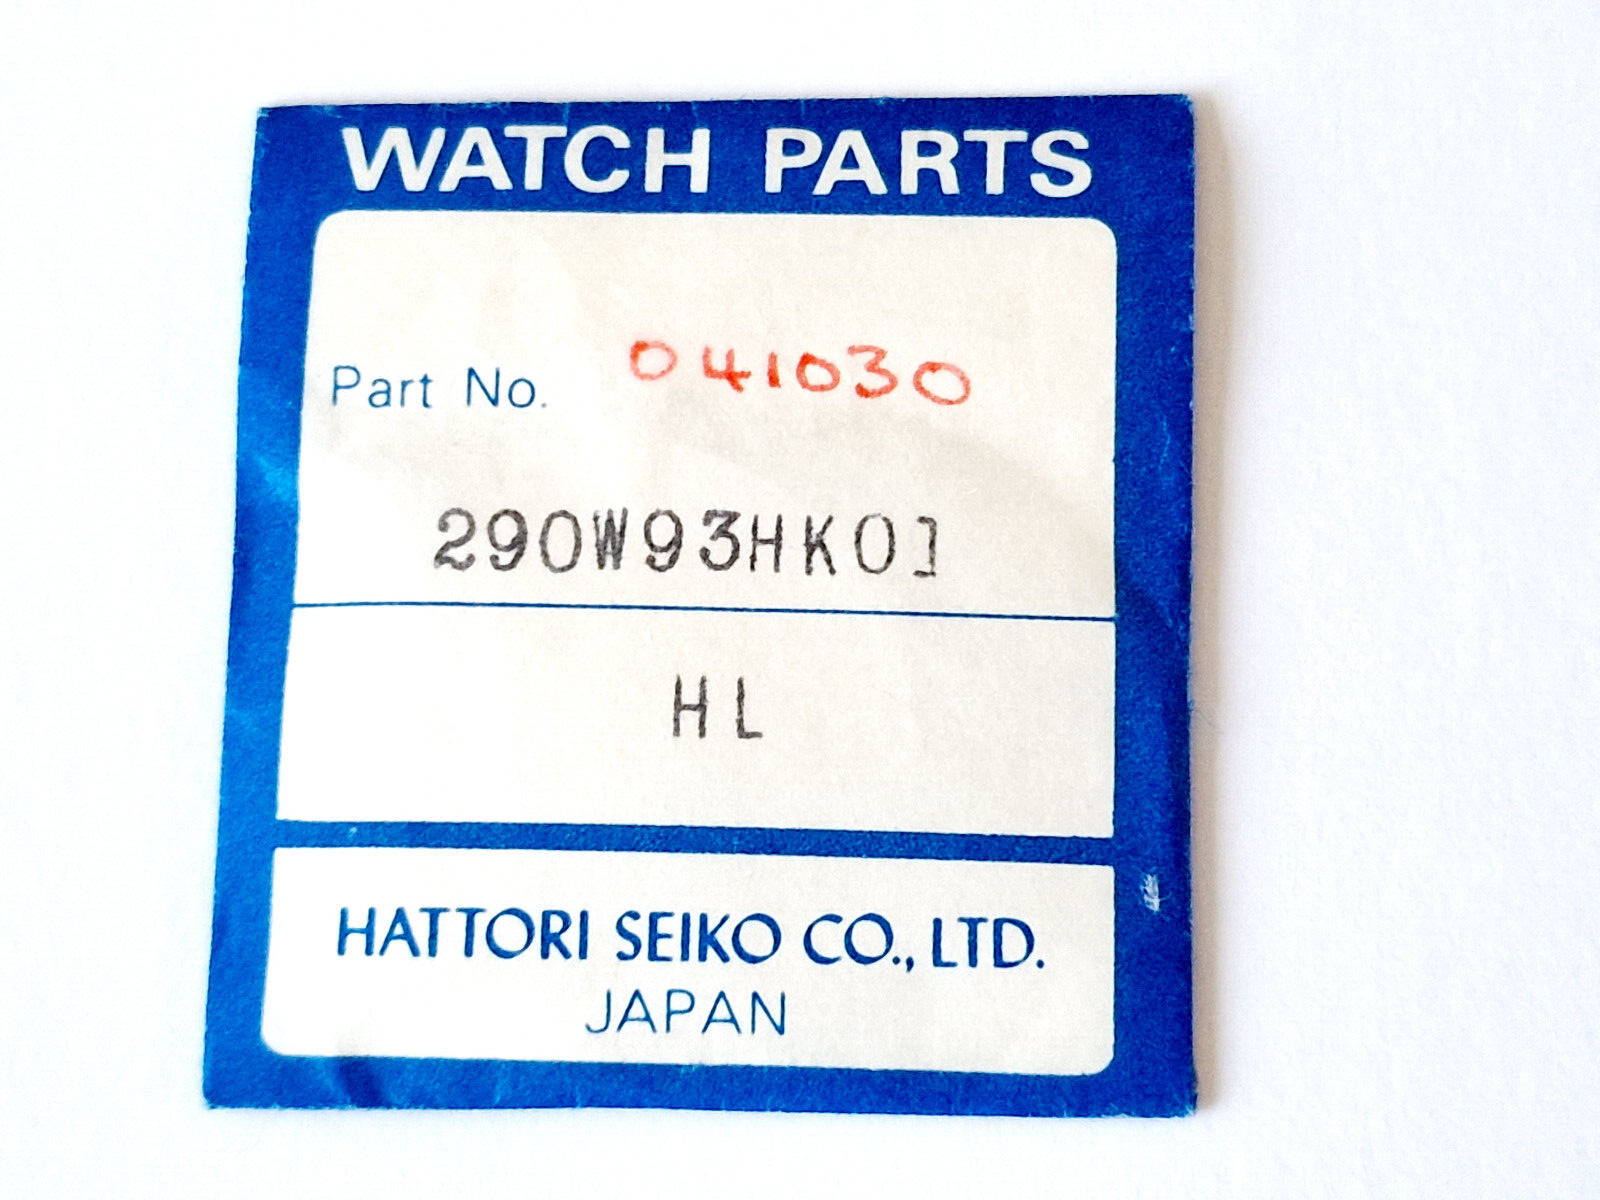 WATCH PARTS
Part No. 041030
290W93HK01
HL
HATTORI SEIKO CO., LTD.
JAPAN